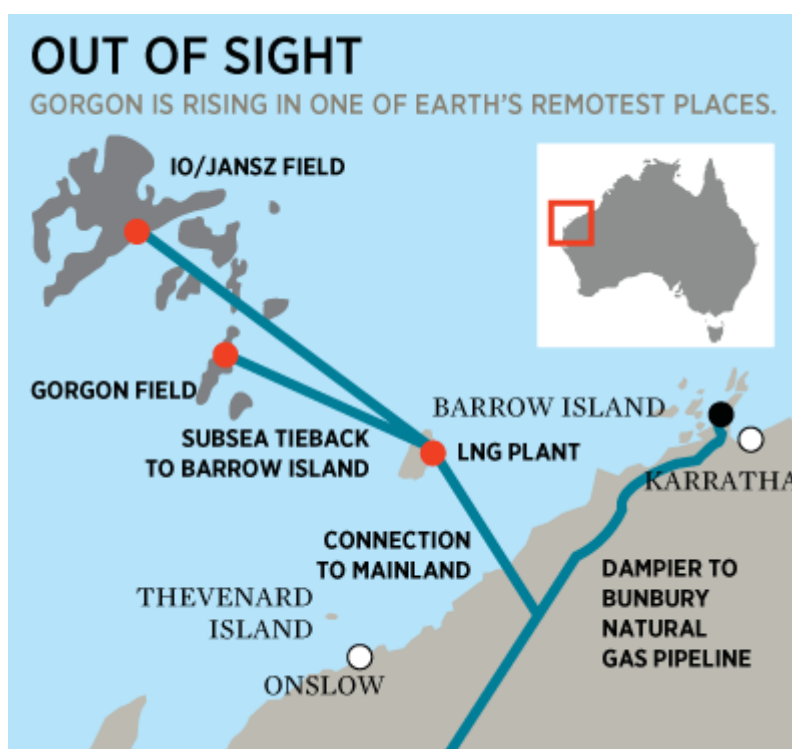 OUT OF SIGHT
GORGON IS RISING IN ONE OF EARTH'S REMOTEST PLACES.
IO/JANSZ FIELD
GORGON FIELD
BARROW ISLAND
SUBSEA TIEBACK
TO BARROW ISLAND
LNG PLANT
KARRATHA
CONNECTION
TO MAINLAND
DAMPIER TO
BUNBURY
NATURAL
GAS PIPELINE
THEVENARD
ISLAND
ONSLOW